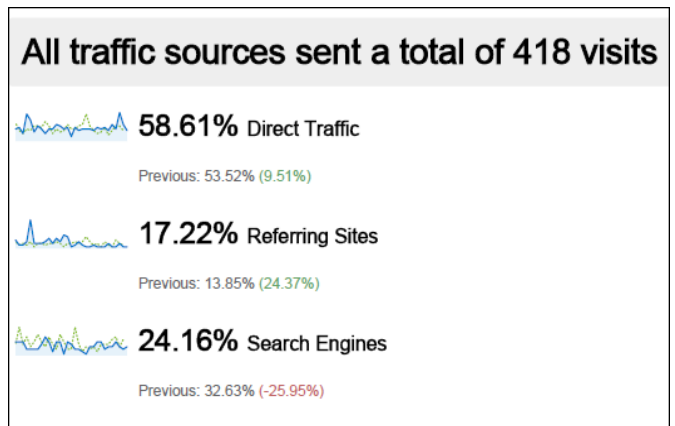 All traffic sources sent a total of 418 visits
58.61% Direct Traffic
Previous: 53.52% (9.51%)
17.22% Referring Sites
Previous: 13.85% (24.37%)
24.16% Search Engines
Previous: 32.63% (-25.95%)